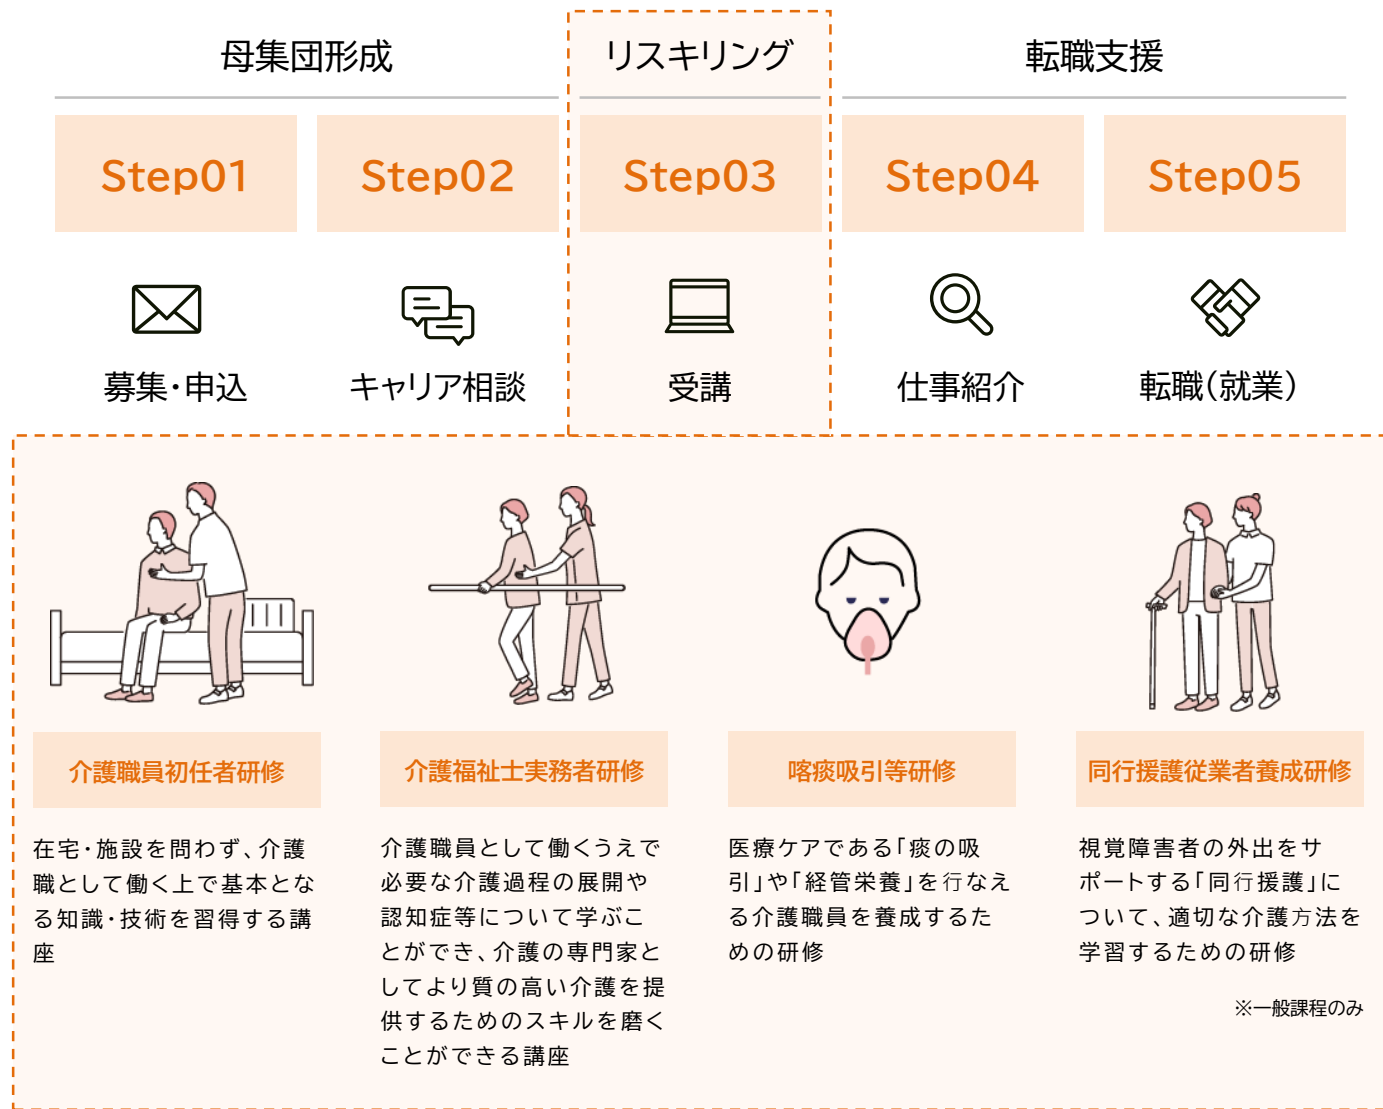 母集団形成
リスキリング
転職支援
Step01
Step02
Step03
Step04
Step05
募集・申込
キャリア相談
受講
仕事紹介
転職(就業)
介護職員初任者研修
在宅・施設を問わず、介護
職として働く上で基本とな
る知識・技術を習得する講
座
介護福祉士実務者研修
介護職員として働くうえで
必要な介護過程の展開や
認知症等について学ぶこ
とができ、介護の専門家と
してより質の高い介護を提
供するためのスキルを磨く
ことができる講座
喀痰吸引等研修
医療ケアである「痰の吸
引」や「経管栄養」を行なえ
る介護職員を養成するた
めの研修
同行援護従業者養成研修
視覚障害者の外出をサ
ポートする「同行援護」に
ついて、適切な介護方法を
学習するための研修
※一般課程のみ